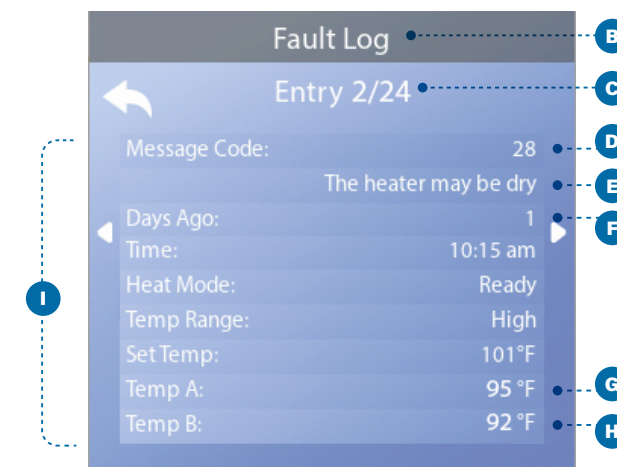 Fault Log B
Entry 2/24 C
Message Code: 28 D
The heater may be dry E
Days Ago: 1 F
Time: 10:15 am
I
Heat Mode: Ready
Temp Range: High
Set Temp: 101°F
Temp A: 95 °F G
Temp B: 92 °F H